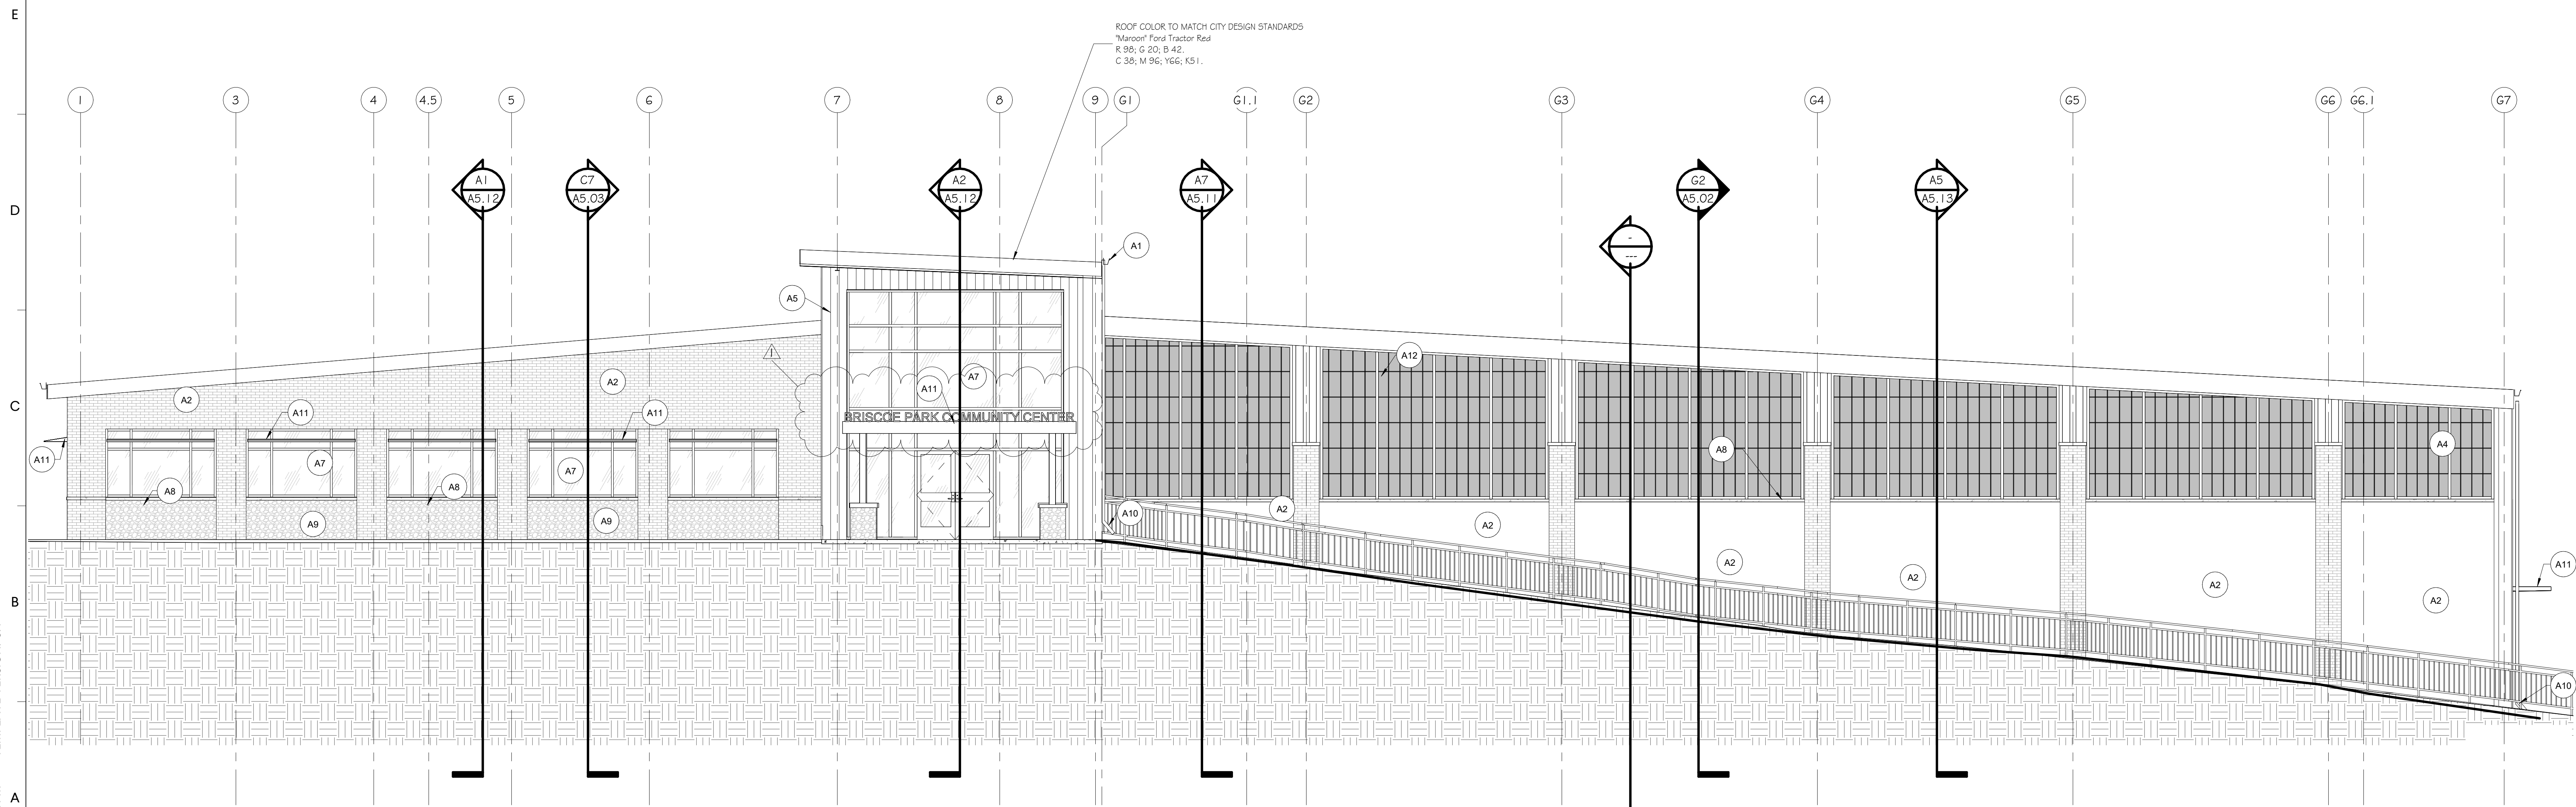 E
ROOF COLOR TO MATCH CITY DESIGN STANDARDS
"Maroon" Ford Tractor Red
R 98; G 20; B 42.
C 38; M 96; Y66; K51.
1 3 4 4.5 5 6 7 8 9 G1 G1.1 G2 G3 G4 G5 G6 G6.1 G7
D
A1 C7 A2 A7 G2 A5
A5.12 A5.03 A5.12 A5.11 A5.02 A5.13
-
---
A1
A5
1
A12
A7
A2
A11
C
A2
A11
A11
BRISCOE PARK COMMUNITY CENTER
A4
A8
A11
A7
A7
A8
A8
A2
A10
A9
A9
A2
A2
A11
A2
A2
A2
B
A10
A